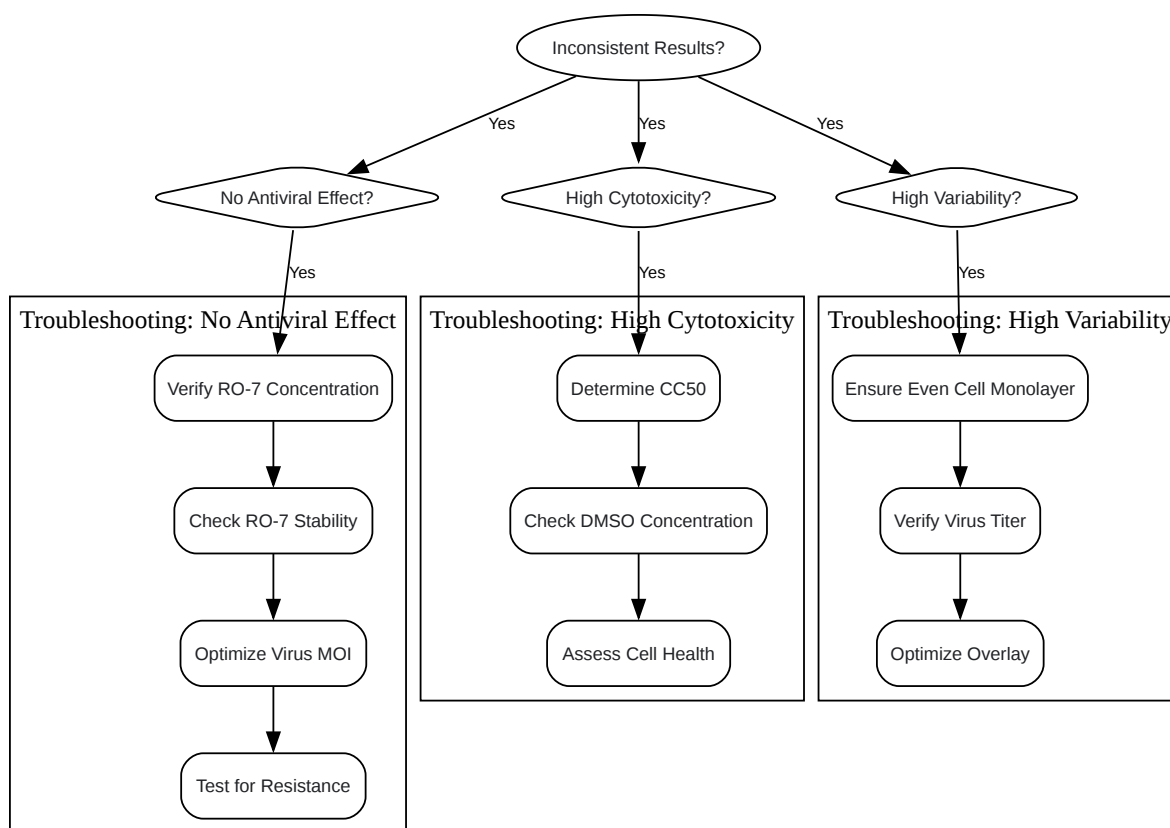 Inconsistent Results?
Yes
Yes
Yes
No Antiviral Effect?
High Cytotoxicity?
High Variability?
Yes
Yes
Yes
Troubleshooting: No Antiviral Effect
Troubleshooting: High Cytotoxicity
Troubleshooting: High Variability
Verify RO-7 Concentration
Determine CC50
Ensure Even Cell Monolayer
Check RO-7 Stability
Check DMSO Concentration
Verify Virus Titer
Optimize Virus MOI
Assess Cell Health
Optimize Overlay
Test for Resistance